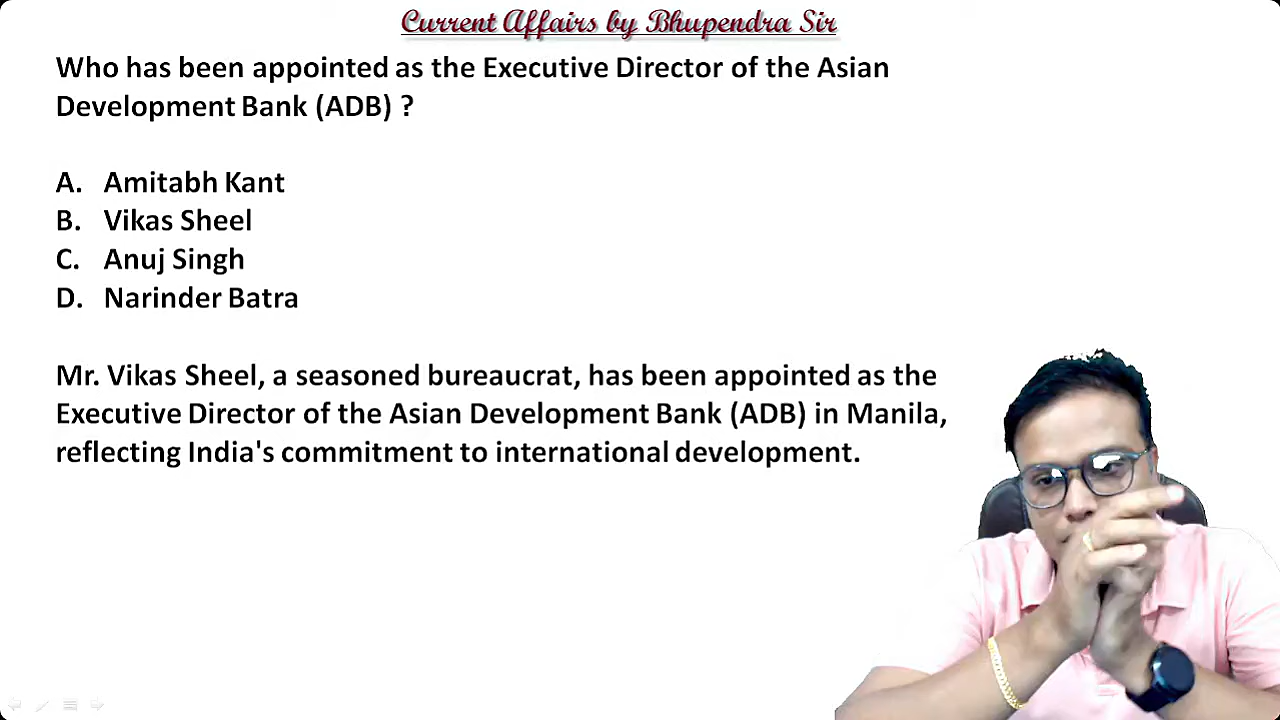 Current Affairs by Bhupendra Sir
Who has been appointed as the Executive Director of the Asian
Development Bank (ADB) ?
A. Amitabh Kant
B. Vikas Sheel
C. Anuj Singh
D. Narinder Batra
Mr. Vikas Sheel, a seasoned bureaucrat, has been appointed as the
Executive Director of the Asian Development Bank (ADB) in Manila,
reflecting India's commitment to international development.